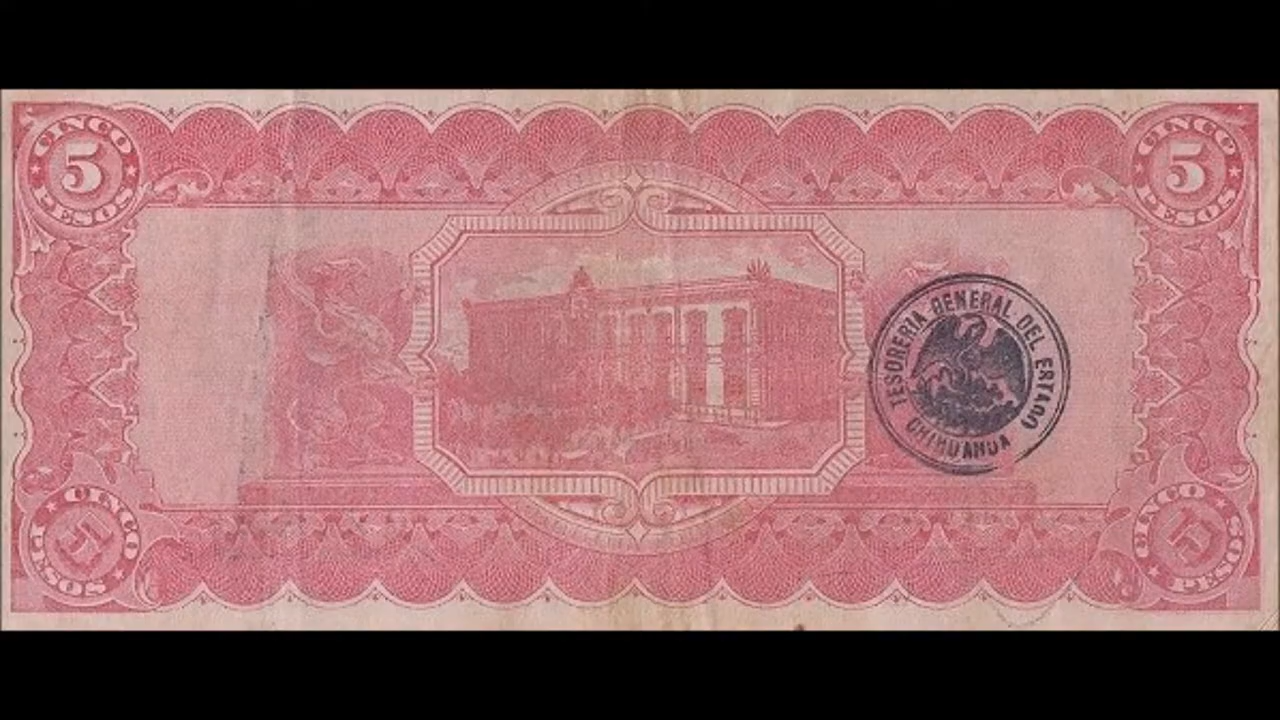 CINCO
5
PESOS
CINCO
5
PESOS
TESORERIA GENERAL DEL ESTADO
CHIHUAHUA
CINCO
5
PESOS
CINCO
5
PESOS